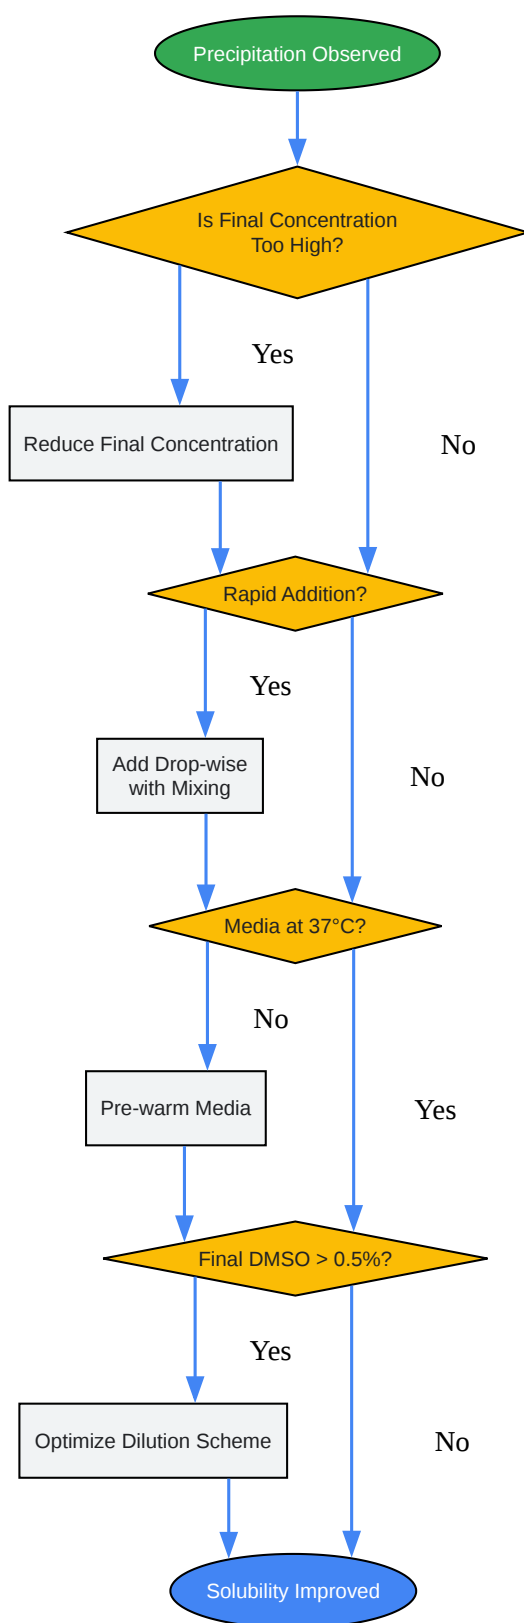 Precipitation Observed
Is Final Concentration
Too High?
Yes
Reduce Final Concentration
No
Rapid Addition?
Yes
Add Drop-wise
with Mixing
No
Media at 37°C?
No
Pre-warm Media
Yes
Final DMSO > 0.5%?
Yes
Optimize Dilution Scheme
No
Solubility Improved